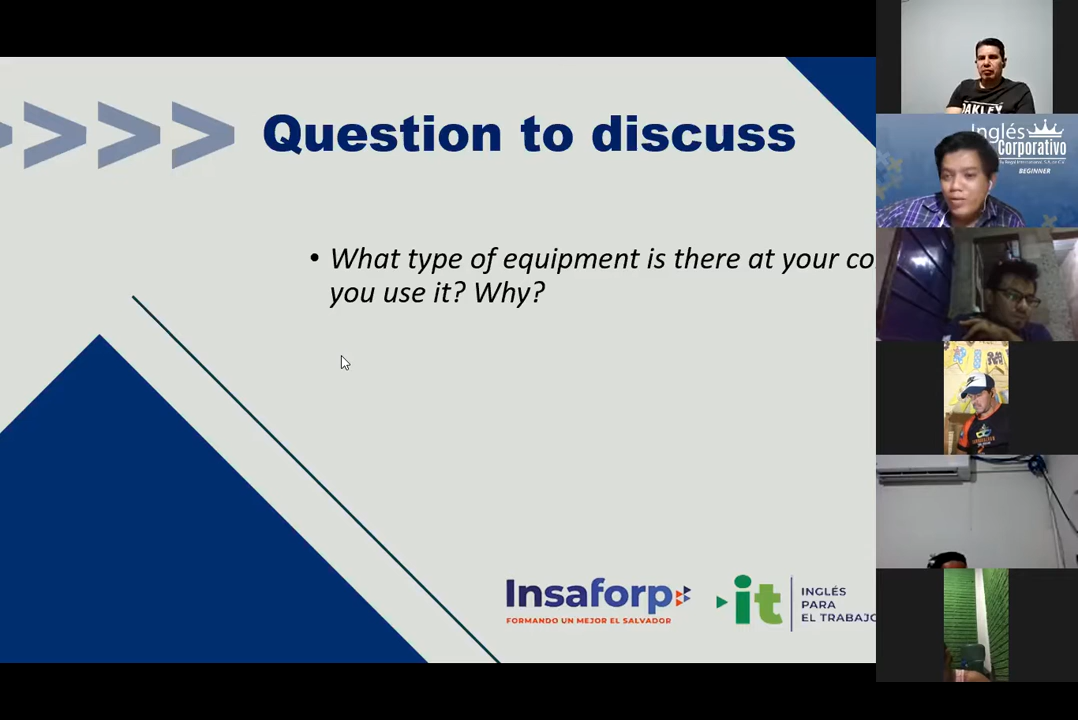 Question to discuss
• What type of equipment is there at your co
you use it? Why?
Insaforp
FORMANDO UN MEJOR EL SALVADOR
it
INGLÉS
PARA
EL TRABAJO
OAKLEY
Inglés
Corporativo
BEGINNER